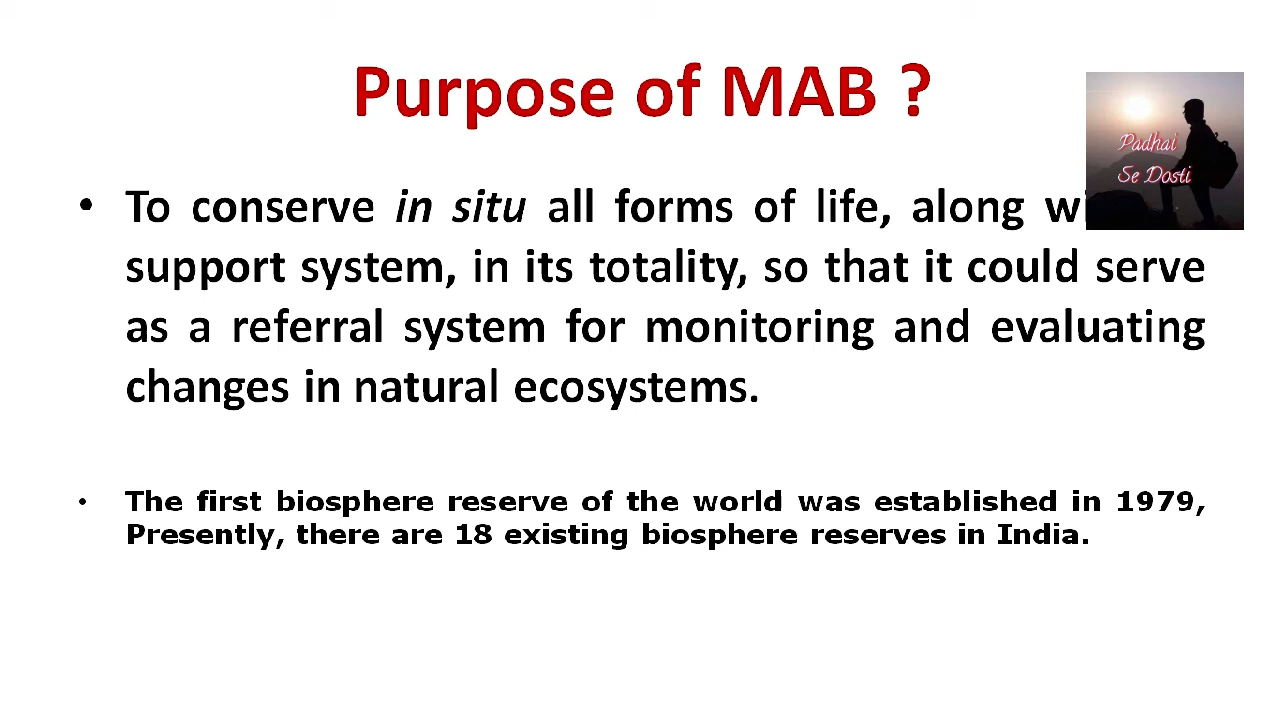 Purpose of MAB ?
Padhai
Se Dosti
• To conserve in situ all forms of life, along
support system, in its totality, so that it could serve
as a referral system for monitoring and evaluating
changes in natural ecosystems.
• The first biosphere reserve of the world was established in 1979,
Presently, there are 18 existing biosphere reserves in India.